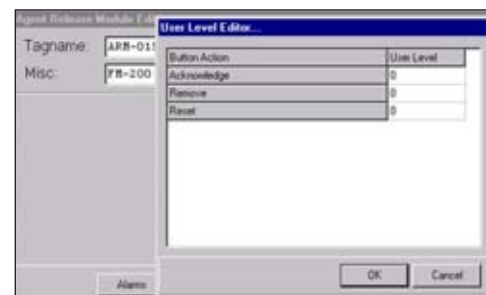 Agent Release Module Edi
User Level Editor...
Tagname: ARM-01
Misc: FM-200
Button Action User Level
Acknowledge 0
Remove 0
Reset 0
OK Cancel
Alarms